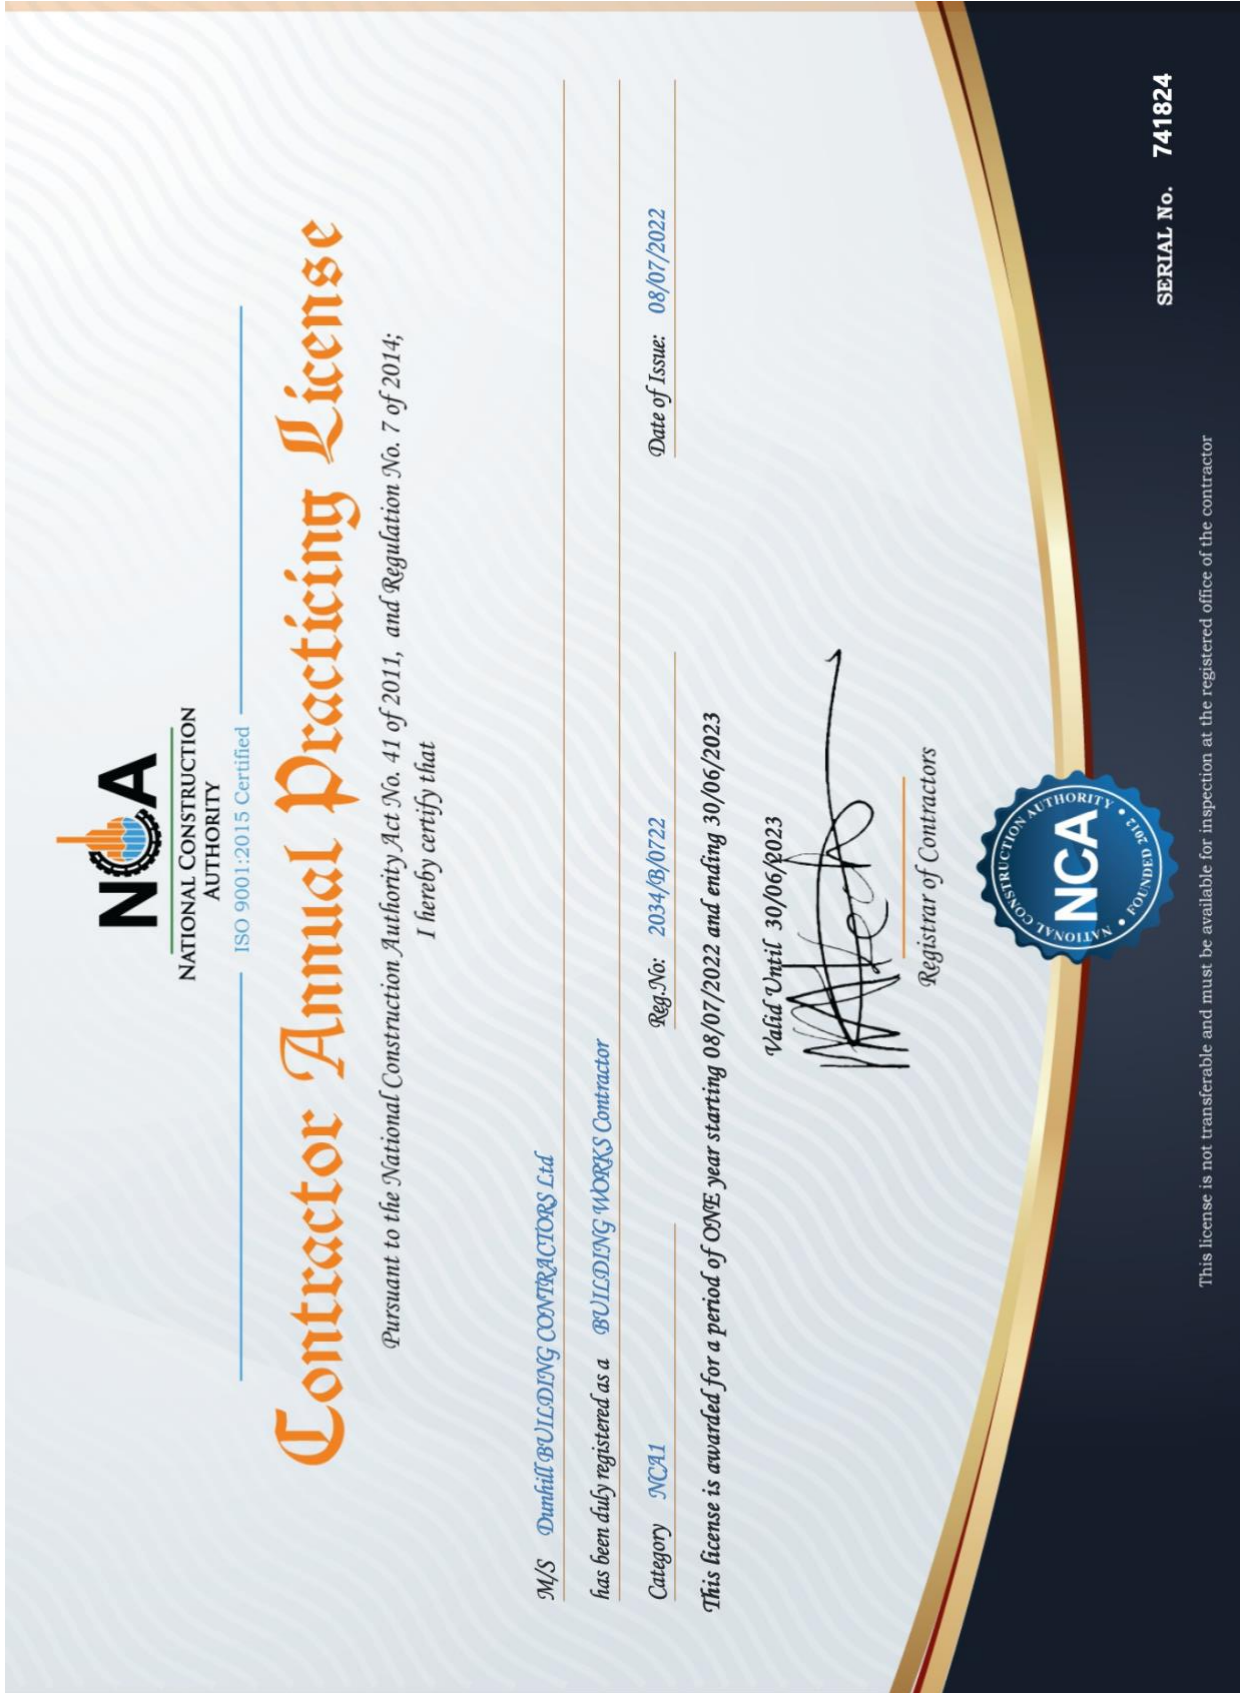 NCA
NATIONAL CONSTRUCTION
AUTHORITY
ISO 9001:2015 Certified
Contractor Annual Practicing License
Pursuant to the National Construction Authority Act No. 41 of 2011, and Regulation No. 7 of 2014;
I hereby certify that
M/S Dunhill BUILDING CONTRACTORS Ltd
has been duly registered as a BUILDING WORKS Contractor
Category NCA1 Reg.No: 2034/B/0722 Date of Issue: 08/07/2022
This license is awarded for a period of ONE year starting 08/07/2022 and ending 30/06/2023
Valid Until 30/06/2023
Registrar of Contractors
NATIONAL CONSTRUCTION AUTHORITY • FOUNDED 2012 •
NCA
SERIAL No. 741824
This license is not transferable and must be available for inspection at the registered office of the contractor